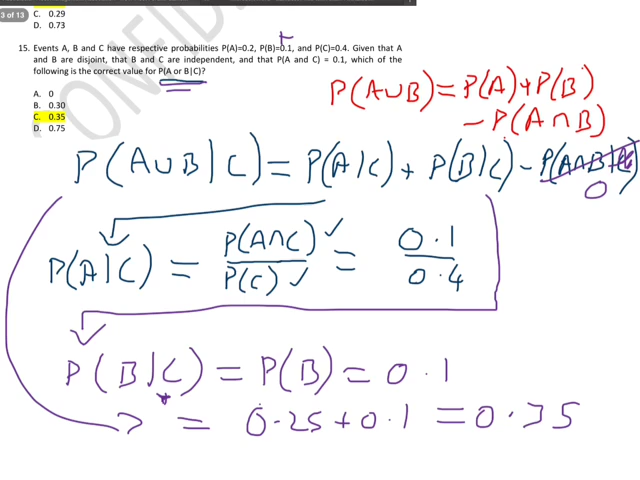 3 of 13
C. 0.29
D. 0.73
15. Events A, B and C have respective probabilities P(A)=0.2, P(B)=0.1, and P(C)=0.4. Given that A
and B are disjoint, that B and C are independent, and that P(A and C) = 0.1, which of the
following is the correct value for P(A or B|C)?
A. 0
B. 0.30
C. 0.35
D. 0.75
P(A∪B) = P(A) + P(B)
- P(A∩B)
P(A∪B|C) = P(A|C) + P(B|C) - P(A∩B|C)
0
P(A|C) = P(A∩C) ✓ / P(C) ✓ = 0.1 / 0.4
P(B|C) = P(B) = 0.1
= 0.25 + 0.1 = 0.35